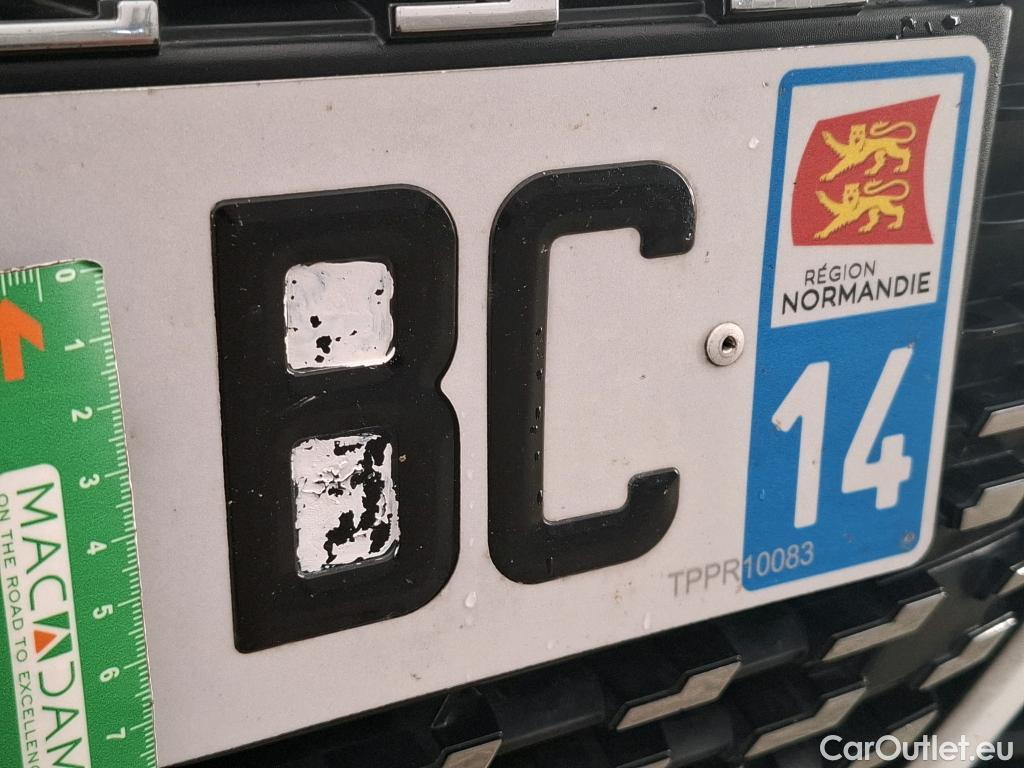 BC
RÉGION
NORMANDIE
14
TPPR10083
0
1
2
3
4
5
6
7
MACADAM
ON THE ROAD TO EXCELLENC
CarOutlet.eu